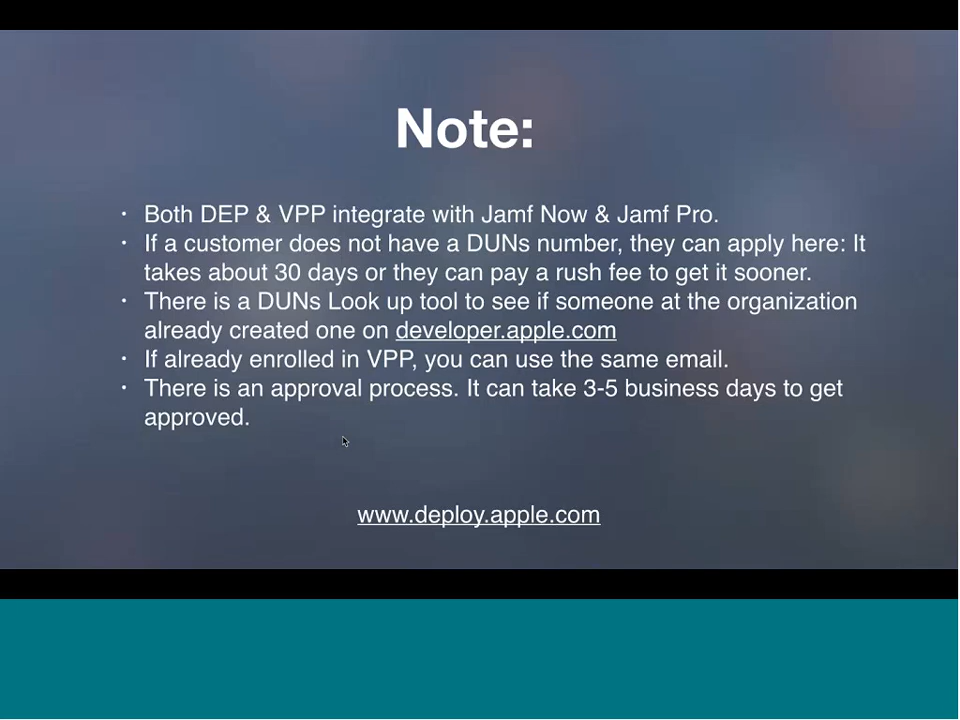 Note:
• Both DEP & VPP integrate with Jamf Now & Jamf Pro.
• If a customer does not have a DUNs number, they can apply here: It
takes about 30 days or they can pay a rush fee to get it sooner.
• There is a DUNs Look up tool to see if someone at the organization
already created one on developer.apple.com
• If already enrolled in VPP, you can use the same email.
• There is an approval process. It can take 3-5 business days to get
approved.
www.deploy.apple.com